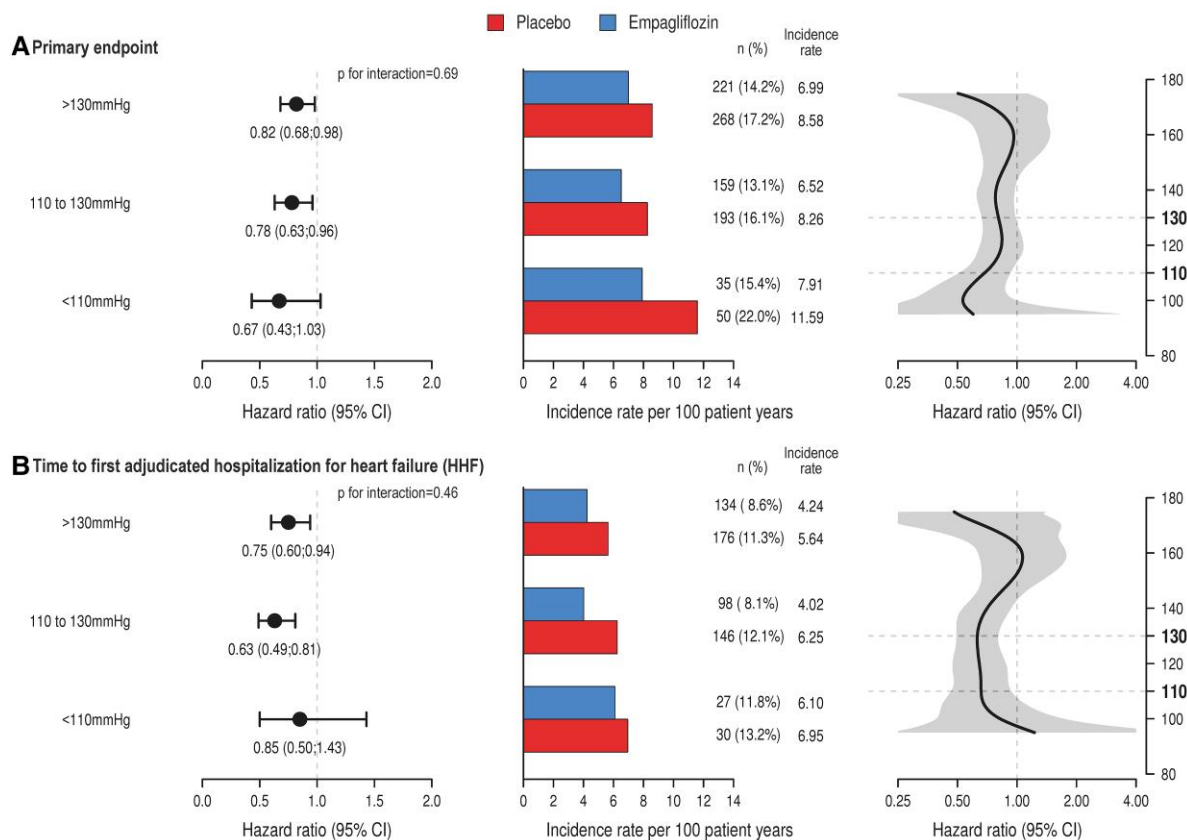 Placebo Empagliflozin
A Primary endpoint
p for interaction=0.69
n (%) Incidence rate
>130mmHg
0.82 (0.68;0.98)
221 (14.2%) 6.99
268 (17.2%) 8.58
110 to 130mmHg
0.78 (0.63;0.96)
159 (13.1%) 6.52
193 (16.1%) 8.26
<110mmHg
0.67 (0.43;1.03)
35 (15.4%) 7.91
50 (22.0%) 11.59
0.0 0.5 1.0 1.5 2.0
Hazard ratio (95% CI)
0 2 4 6 8 10 12 14
Incidence rate per 100 patient years
180
160
140
130
120
110
100
80
0.25 0.50 1.00 2.00 4.00
Hazard ratio (95% CI)
B Time to first adjudicated hospitalization for heart failure (HHF)
p for interaction=0.46
n (%) Incidence rate
>130mmHg
0.75 (0.60;0.94)
134 ( 8.6%) 4.24
176 (11.3%) 5.64
110 to 130mmHg
0.63 (0.49;0.81)
98 ( 8.1%) 4.02
146 (12.1%) 6.25
<110mmHg
0.85 (0.50;1.43)
27 (11.8%) 6.10
30 (13.2%) 6.95
0.0 0.5 1.0 1.5 2.0
Hazard ratio (95% CI)
0 2 4 6 8 10 12 14
Incidence rate per 100 patient years
180
160
140
130
120
110
100
80
0.25 0.50 1.00 2.00 4.00
Hazard ratio (95% CI)